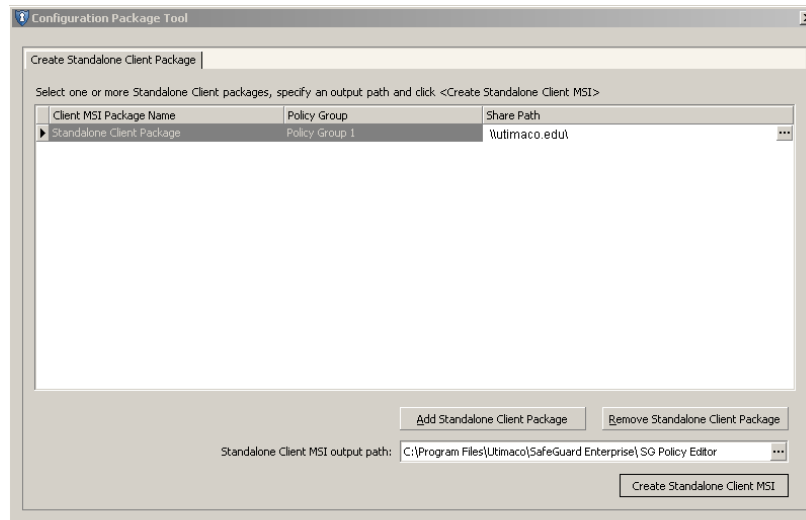 Configuration Package Tool
Create Standalone Client Package
Select one or more Standalone Client packages, specify an output path and click <Create Standalone Client MSI>
Client MSI Package Name Policy Group Share Path
Standalone Client Package Policy Group 1 \\utimaco.edu\ ...
Add Standalone Client Package Remove Standalone Client Package
Standalone Client MSI output path: C:\Program Files\Utimaco\SafeGuard Enterprise\ SG Policy Editor ...
Create Standalone Client MSI